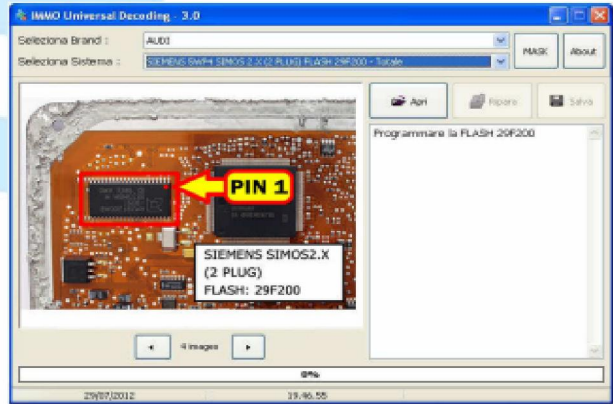 IMMO Universal Decoding - 3.0
Seleziona Brand :
AUDI
Seleziona Sistema :
SIEMENS 5WP4 SIMOS 2.X (2 PLUG) FLASH 29F200 - Totale
MASK
About
Apri
Ripara
Salva
Programmare la FLASH 29F200
PIN 1
SIEMENS SIMOS2.X
(2 PLUG)
FLASH: 29F200
4 images
0%
29/07/2012
19.46.55